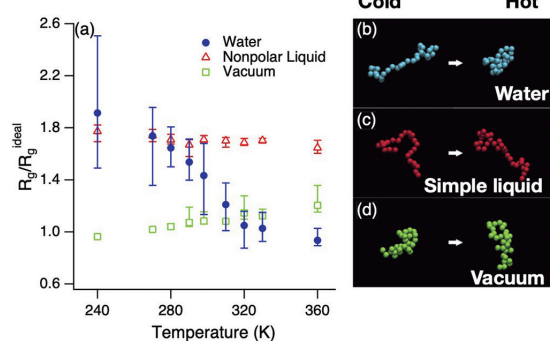 Cold Hot
(a)
Water
Nonpolar Liquid
Vacuum
2.6
2.2
1.8
1.4
1.0
0.6
Rg/Rg ideal
240 280 320 360
Temperature (K)
(b)
Water
(c)
Simple liquid
(d)
Vacuum